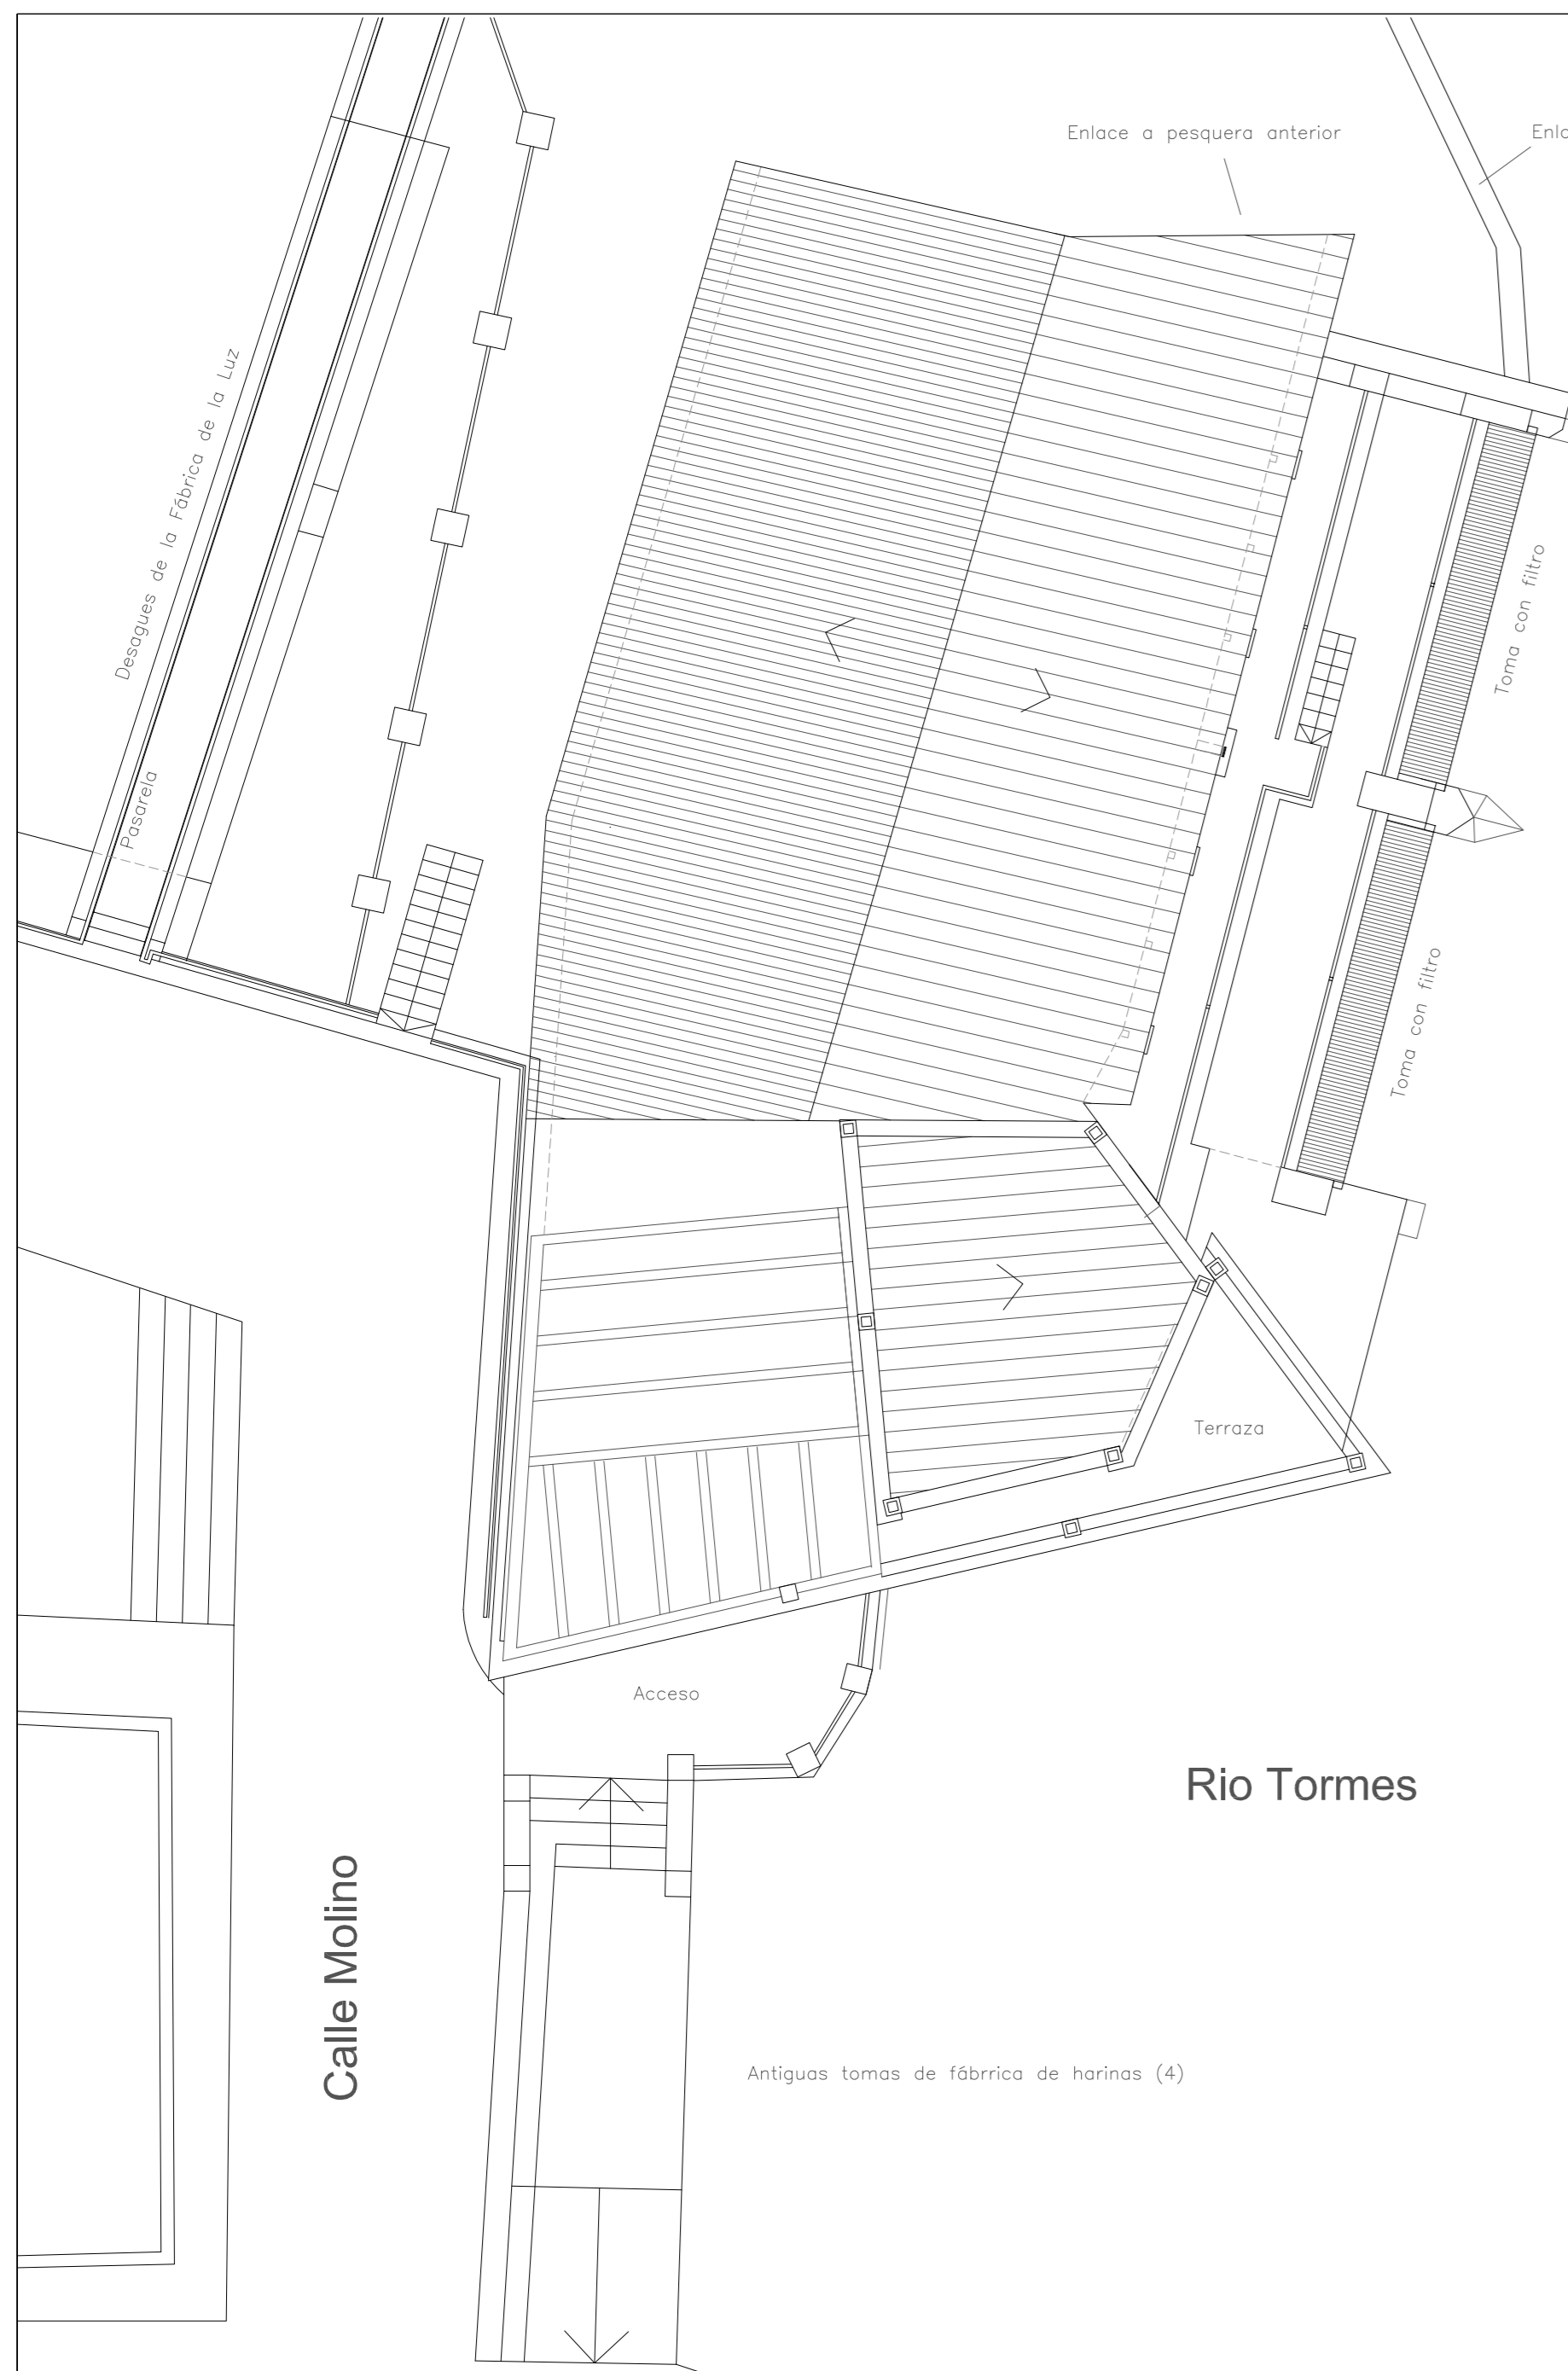 Enlace a pesquera anterior
Enla
Desagues de la Fábrica de la Luz
Toma con filtro
Pasarela
Toma con filtro
Terraza
Acceso
Rio Tormes
Calle Molino
Antiguas tomas de fábrrica de harinas (4)